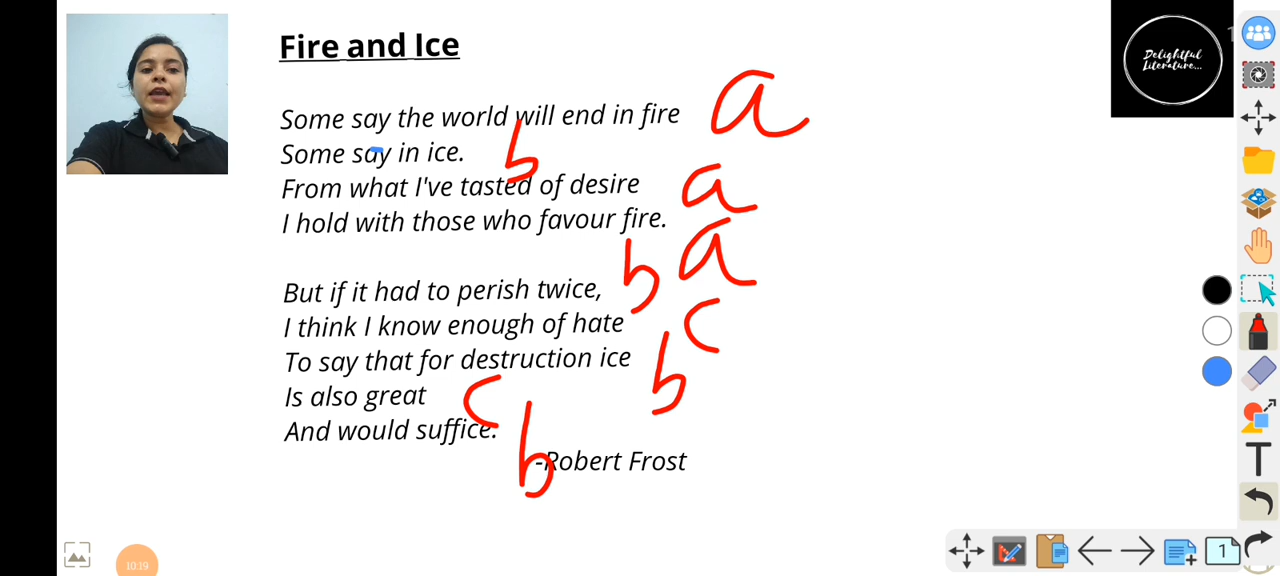 Fire and Ice
Delightful
Literature...
Some say the world will end in fire a
Some say in ice. b
From what I've tasted of desire a
I hold with those who favour fire. a
But if it had to perish twice, b
I think I know enough of hate c
To say that for destruction ice b
Is also great c
And would suffice. b
-Robert Frost
T
1
10:19